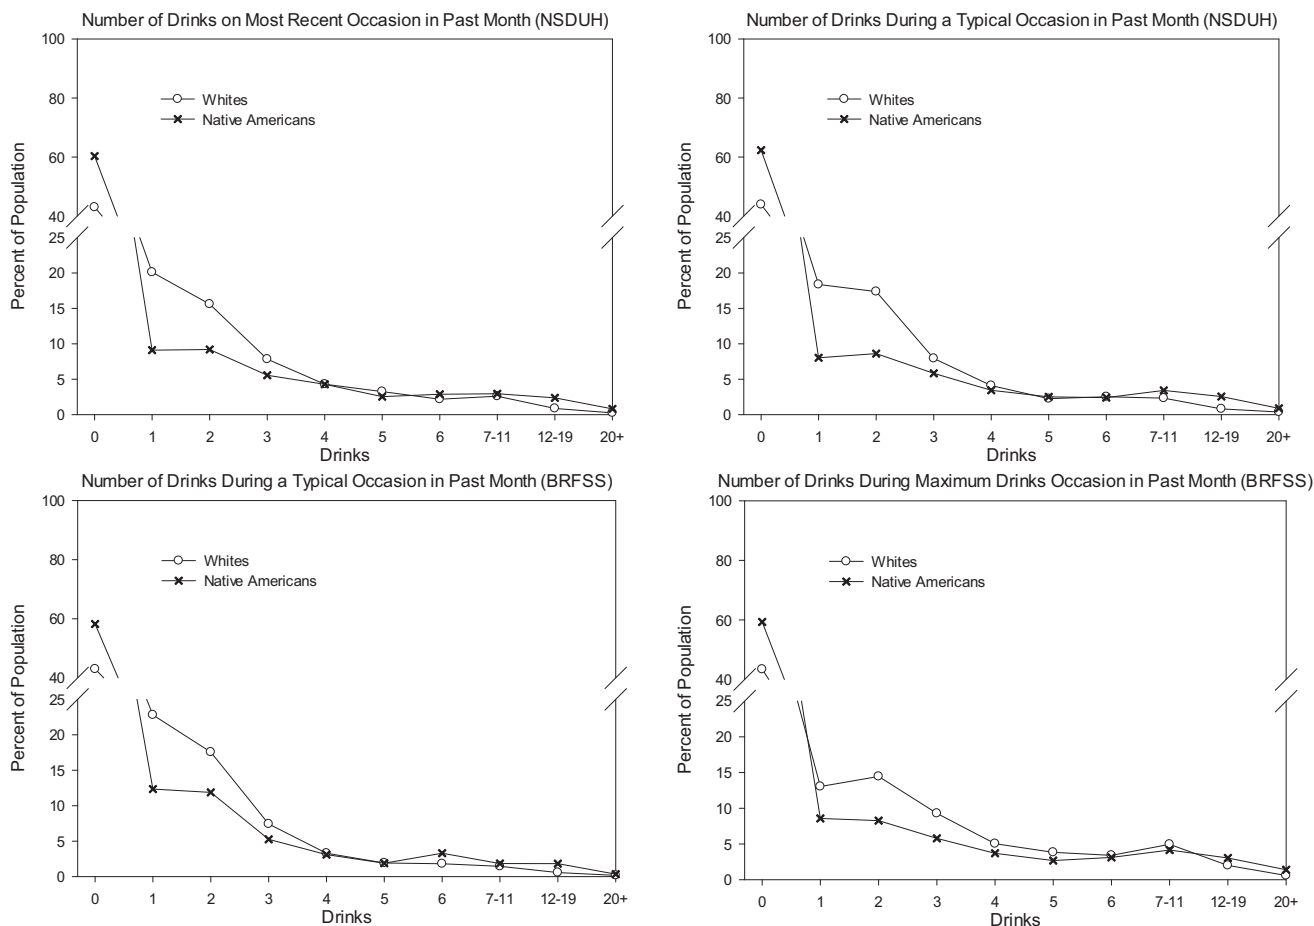 Number of Drinks on Most Recent Occasion in Past Month (NSDUH)
100
80
60
40
25
20
15
10
5
0
Percent of Population
Whites
Native Americans
0 1 2 3 4 5 6 7-11 12-19 20+
Drinks
Number of Drinks During a Typical Occasion in Past Month (NSDUH)
100
80
60
40
25
20
15
10
5
0
Percent of Population
Whites
Native Americans
0 1 2 3 4 5 6 7-11 12-19 20+
Drinks
Number of Drinks During a Typical Occasion in Past Month (BRFSS)
100
80
60
40
25
20
15
10
5
0
Percent of Population
Whites
Native Americans
0 1 2 3 4 5 6 7-11 12-19 20+
Drinks
Number of Drinks During Maximum Drinks Occasion in Past Month (BRFSS)
100
80
60
40
25
20
15
10
5
0
Percent of Population
Whites
Native Americans
0 1 2 3 4 5 6 7-11 12-19 20+
Drinks